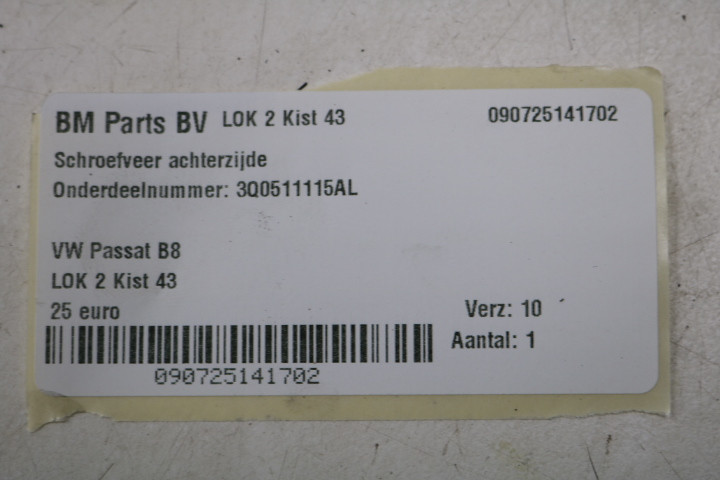 BM Parts BV LOK 2 Kist 43 090725141702
Schroefveer achterzijde
Onderdeelnummer: 3Q0511115AL
VW Passat B8
LOK 2 Kist 43
25 euro Verz: 10
Aantal: 1
090725141702